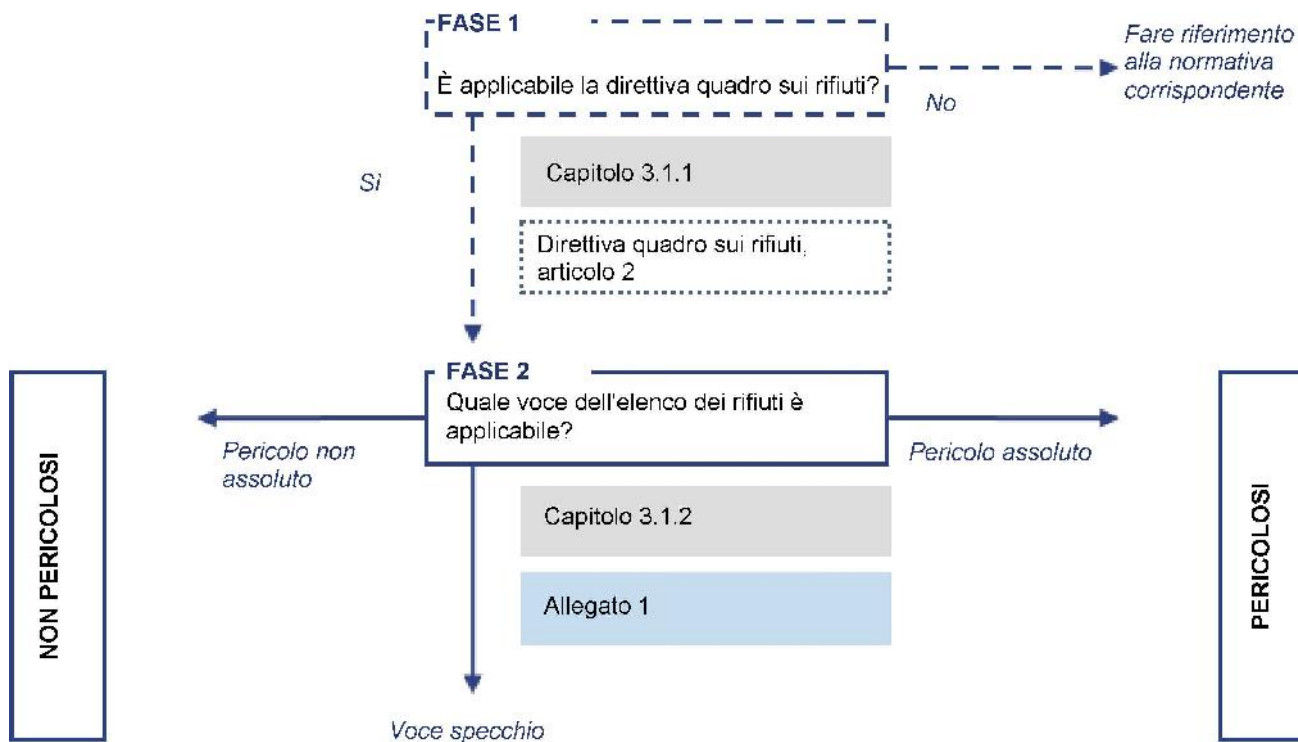 FASE 1
È applicabile la direttiva quadro sui rifiuti?
Fare riferimento
alla normativa
corrispondente
No
Sì
Capitolo 3.1.1
Direttiva quadro sui rifiuti,
articolo 2
FASE 2
Quale voce dell'elenco dei rifiuti è
applicabile?
Pericolo non
assoluto
Pericolo assoluto
NON PERICOLOSI
PERICOLOSI
Capitolo 3.1.2
Allegato 1
Voce specchio